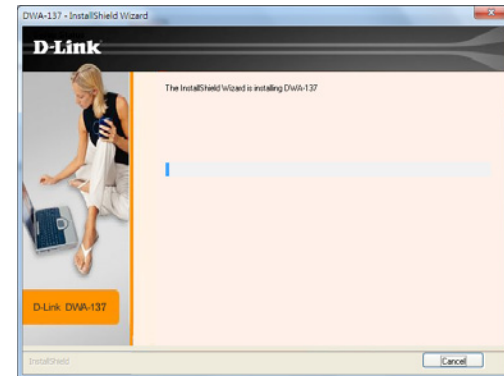 DWA-137 - InstallShield Wizard
D-Link
The InstallShield Wizard is installing DWA-137
D-Link DWA-137
InstallShield
Cancel